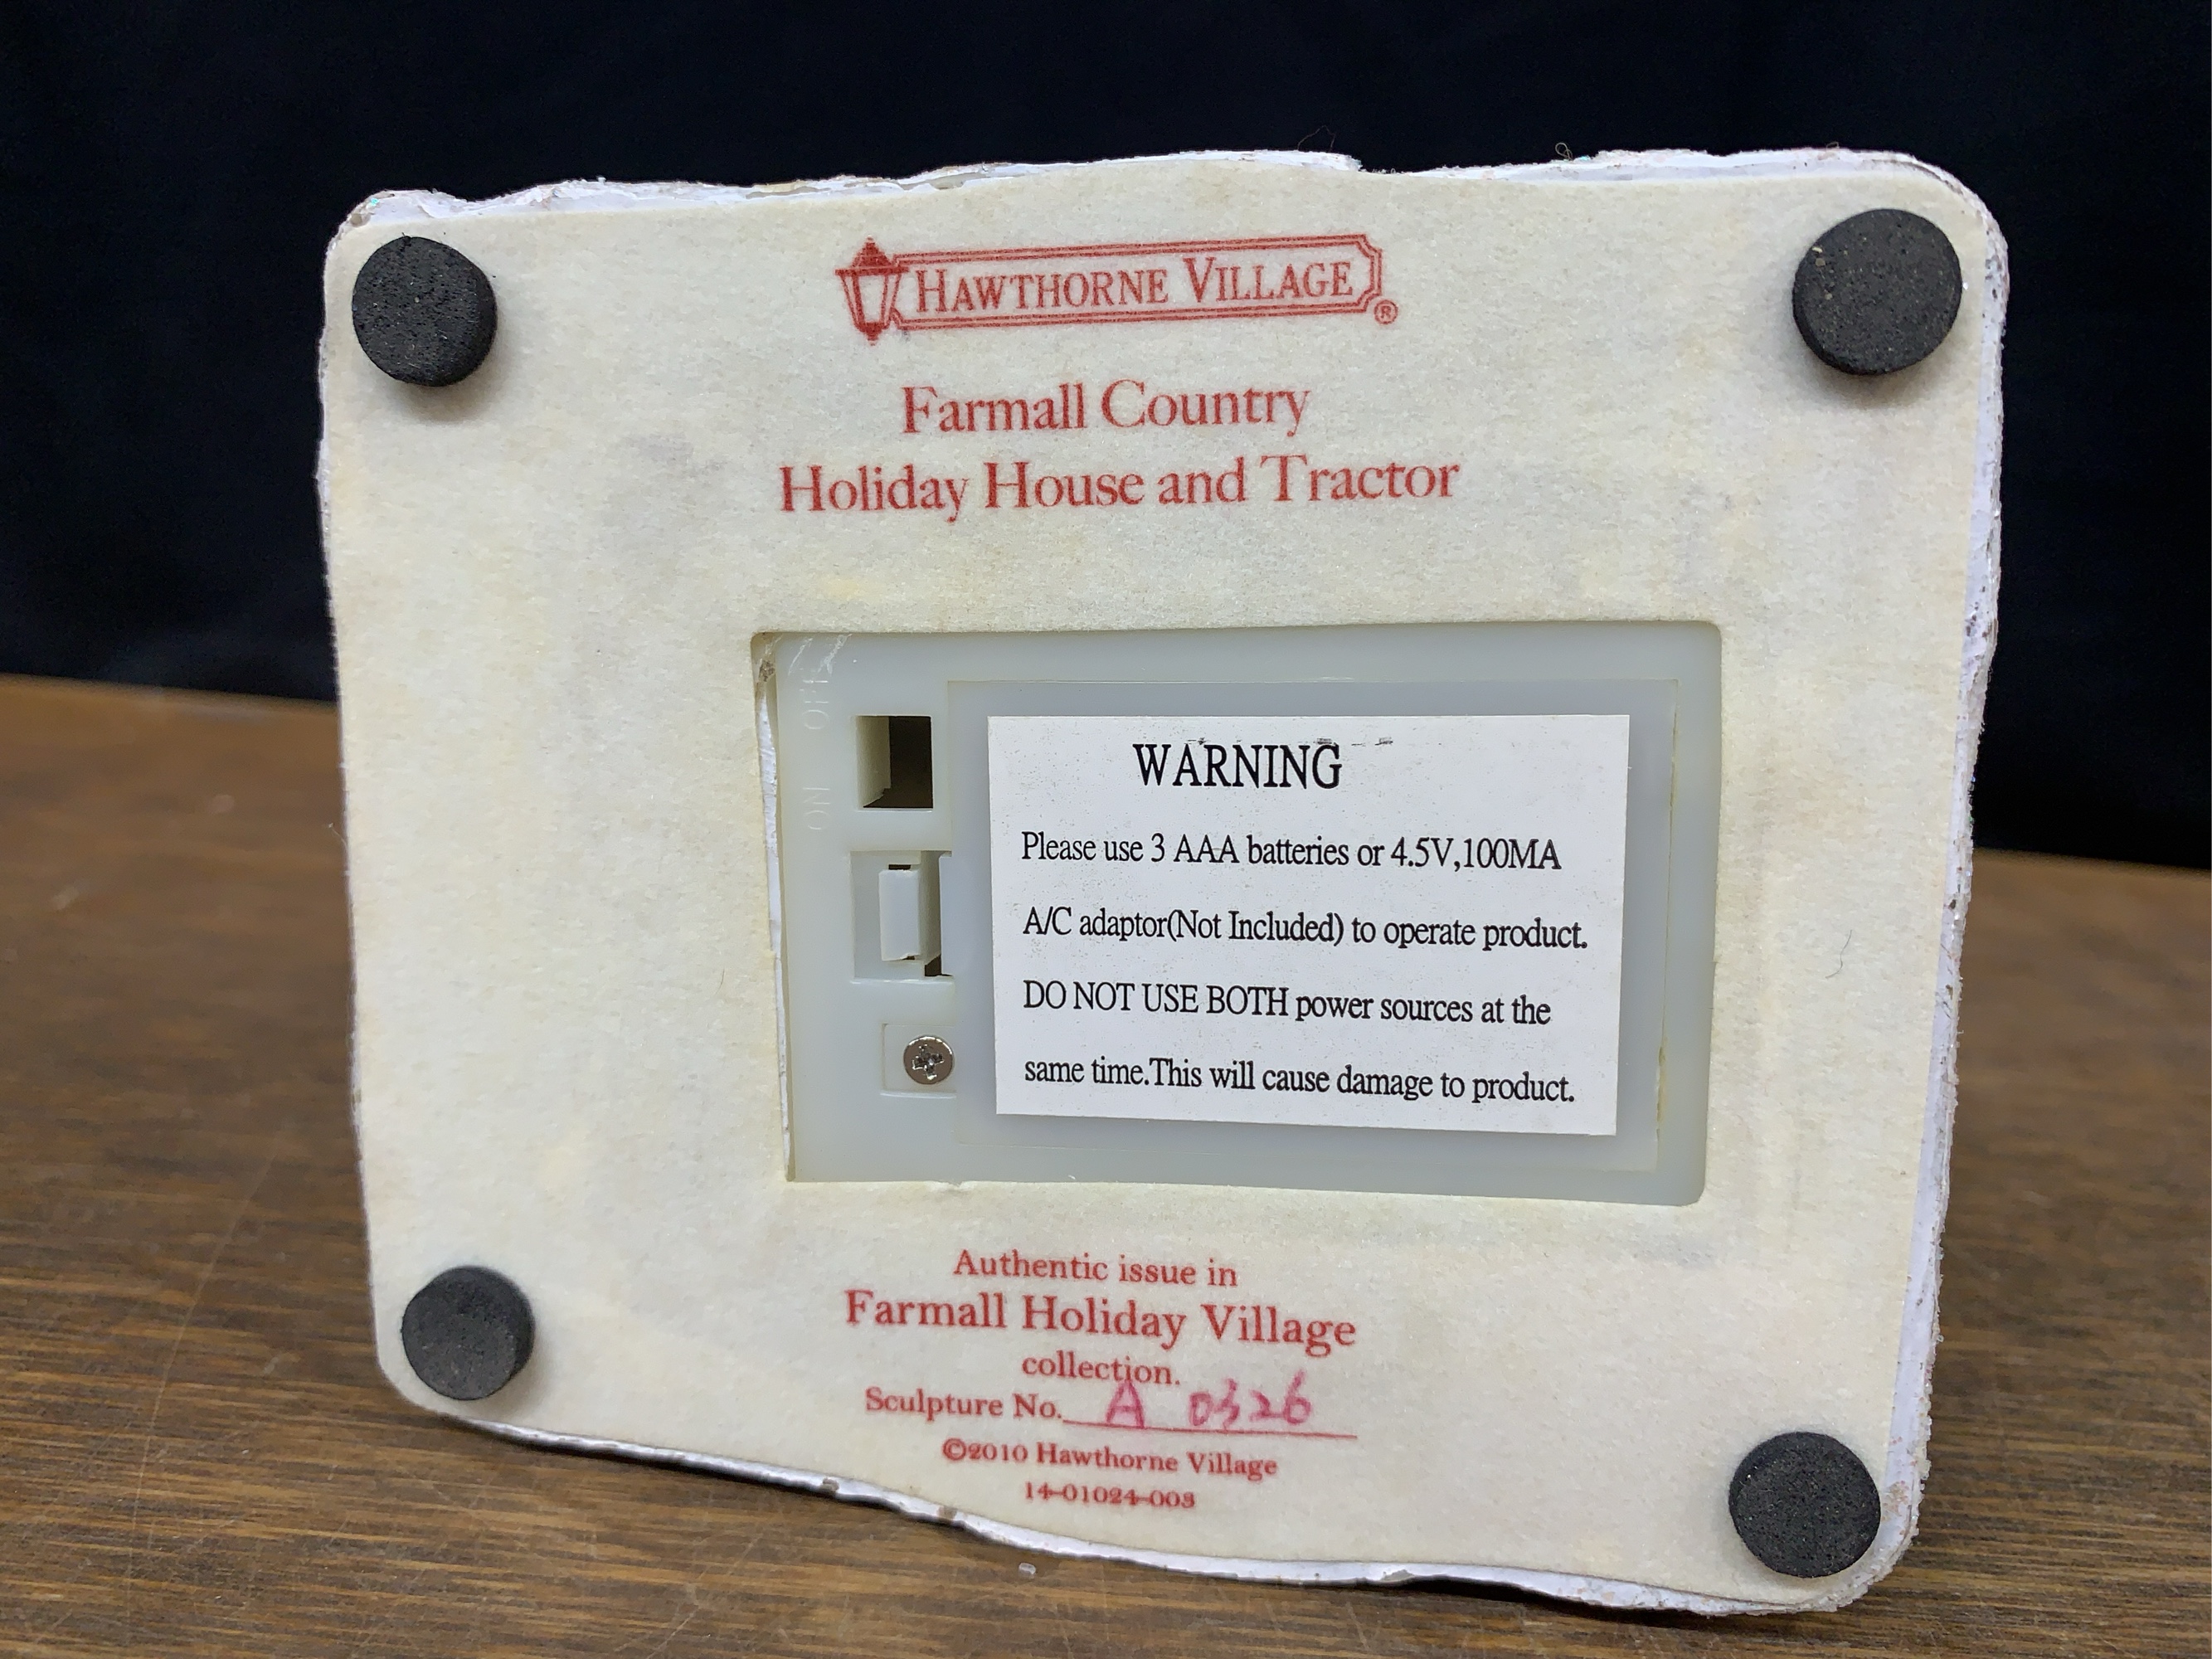 HAWTHORNE VILLAGE ®
Farmall Country
Holiday House and Tractor
ON OFF
WARNING
Please use 3 AAA batteries or 4.5V,100MA
A/C adaptor(Not Included) to operate product.
DO NOT USE BOTH power sources at the
same time.This will cause damage to product.
Authentic issue in
Farmall Holiday Village
collection.
Sculpture No. A 0326
©2010 Hawthorne Village
14-01024-003